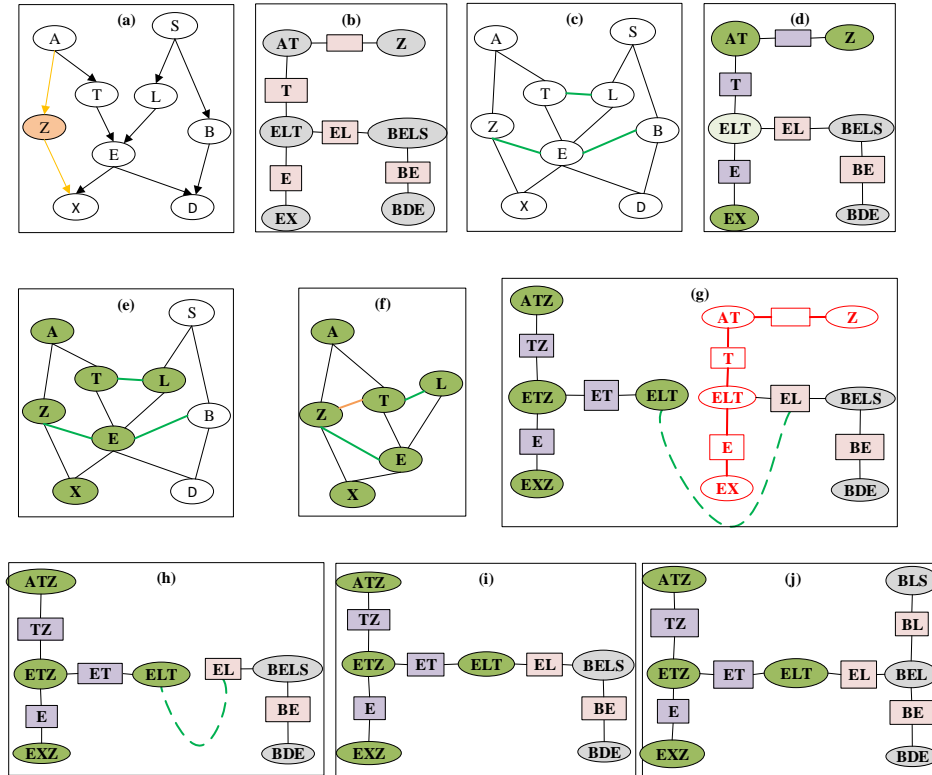 (a)
A
S
T
L
Z
B
E
X
D
(b)
AT
Z
T
ELT
EL
BELS
E
BE
EX
BDE
(c)
A
S
T
L
Z
B
E
X
D
(d)
AT
Z
T
ELT
EL
BELS
E
BE
EX
BDE
(e)
A
S
T
L
Z
B
E
X
D
(f)
A
L
T
Z
E
X
(g)
ATZ
AT
Z
TZ
T
ETZ
ET
ELT
ELT
EL
BELS
E
E
BE
EXZ
EX
BDE
(h)
ATZ
TZ
ETZ
ET
ELT
EL
BELS
E
BE
EXZ
BDE
(i)
ATZ
TZ
ETZ
ET
ELT
EL
BELS
E
BE
EXZ
BDE
(j)
ATZ
BLS
TZ
BL
ETZ
ET
ELT
EL
BEL
E
BE
EXZ
BDE